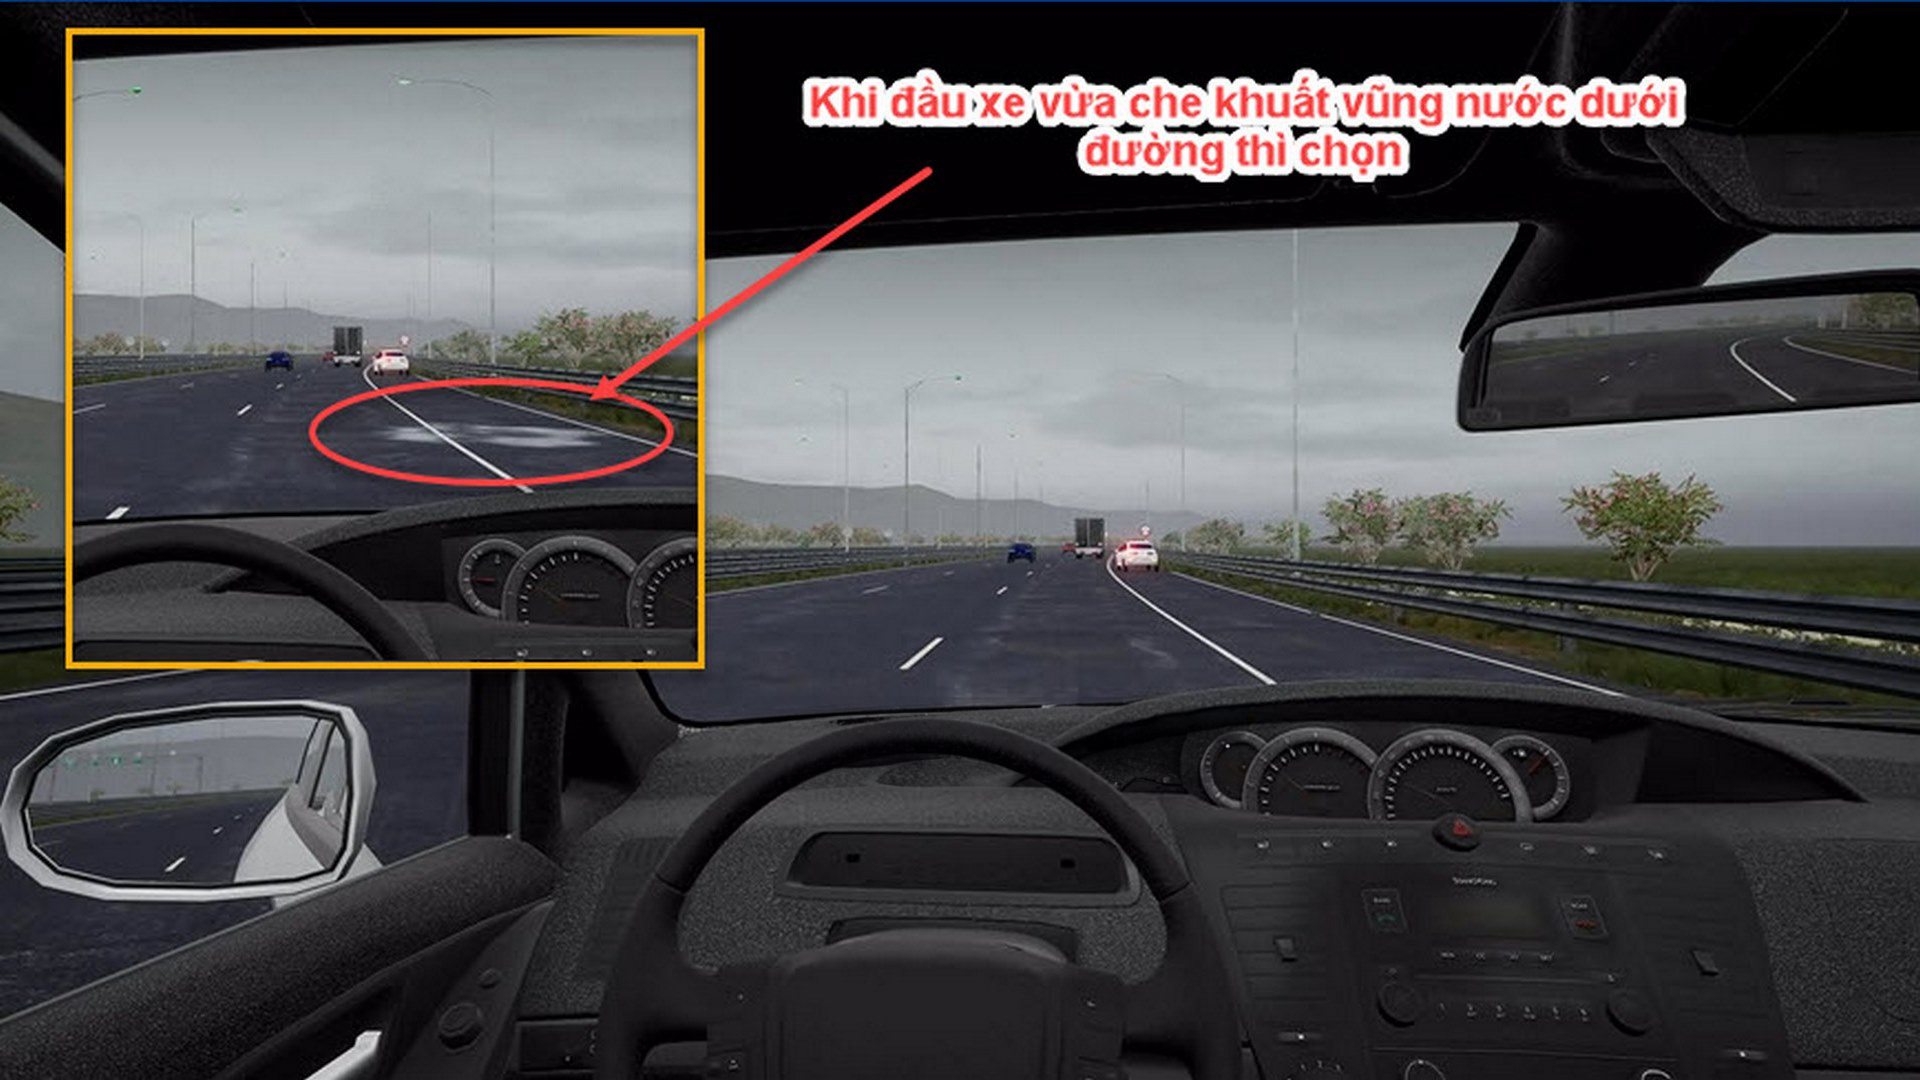 Khi đầu xe vừa che khuất vũng nước dưới
đường thì chọn